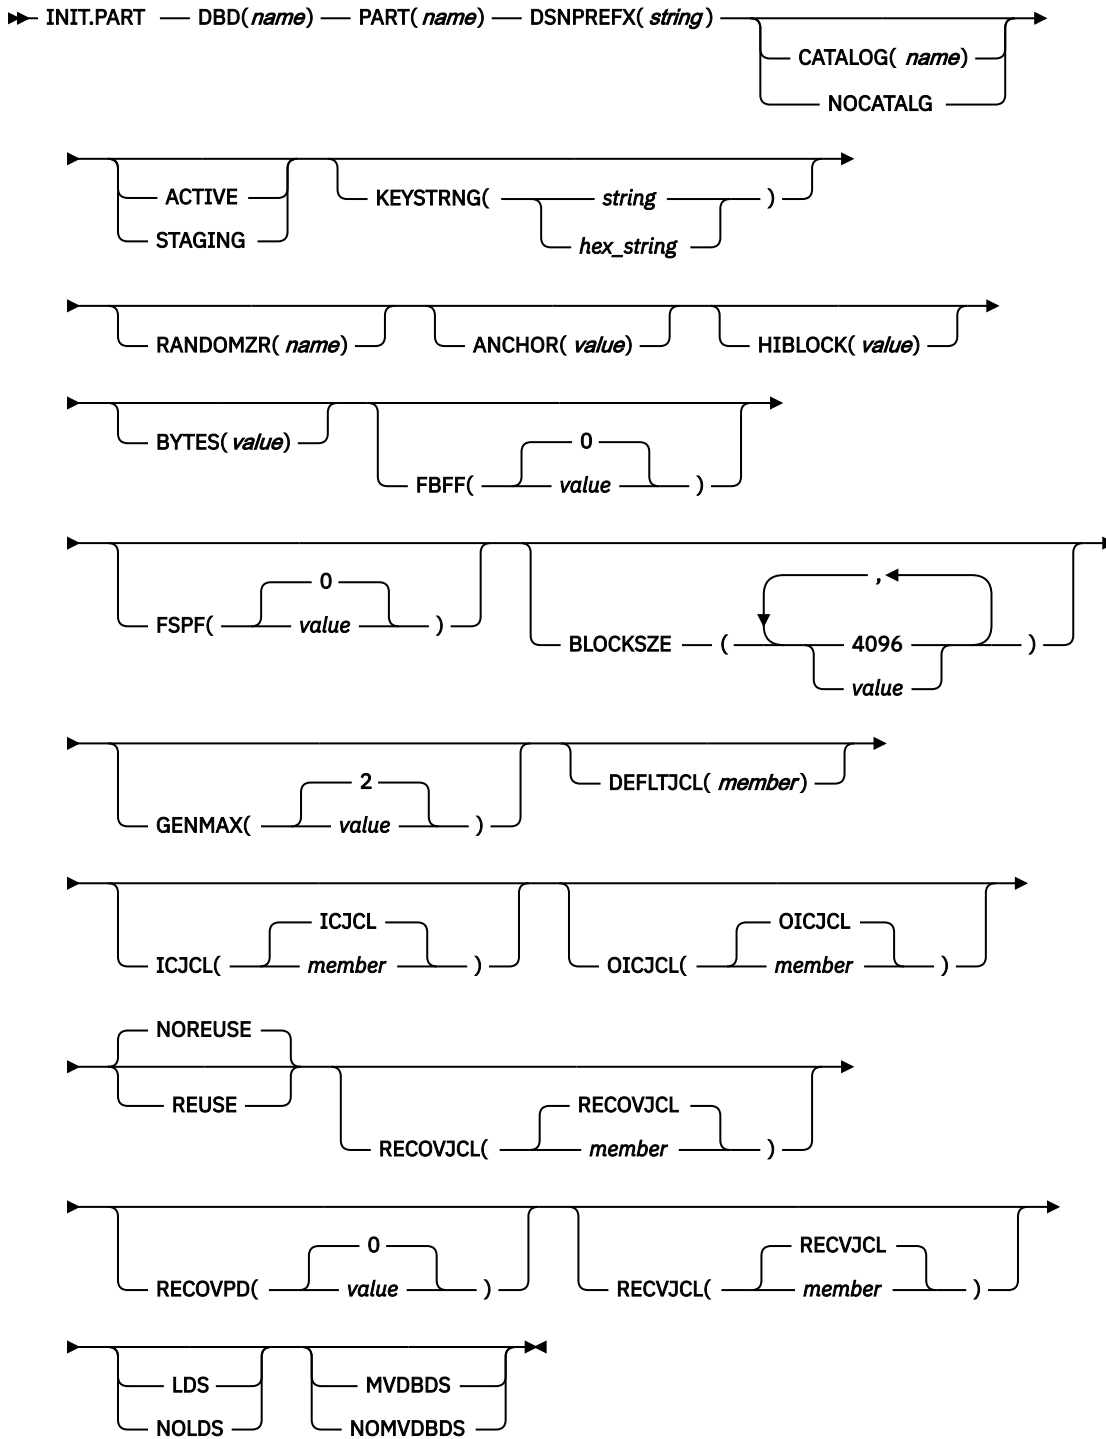 INIT.PART DBD(name) PART(name) DSNPREFX(string)
CATALOG(name)
NOCATALG
ACTIVE
STAGING
KEYSTRNG( string )
hex_string
RANDOMZR(name) ANCHOR(value) HIBLOCK(value)
BYTES(value)
0
FBFF( value )
0
FSPF( value )
,
BLOCKSZE ( 4096 )
value
2
GENMAX( value )
DEFLTJCL(member)
ICJCL
ICJCL( member )
OICJCL
OICJCL( member )
NOREUSE
REUSE
RECOVJCL
RECOVJCL( member )
0
RECOVPD( value )
RECVJCL
RECVJCL( member )
LDS
NOLDS
MVDBDS
NOMVDBDS